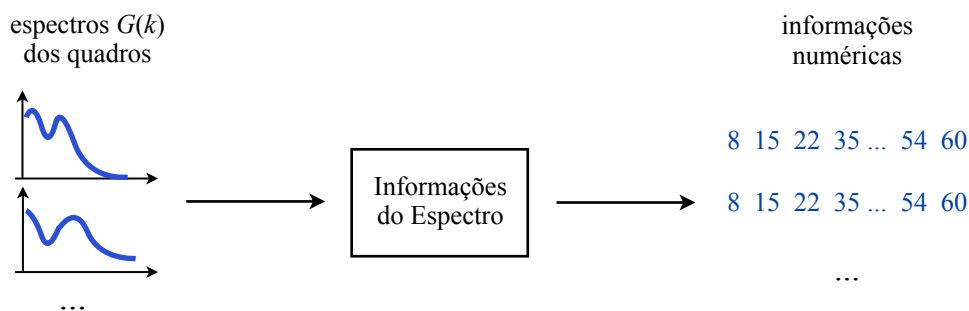 espectros G(k)
dos quadros
...
Informações
do Espectro
informações
numéricas
8 15 22 35 ... 54 60
8 15 22 35 ... 54 60
...